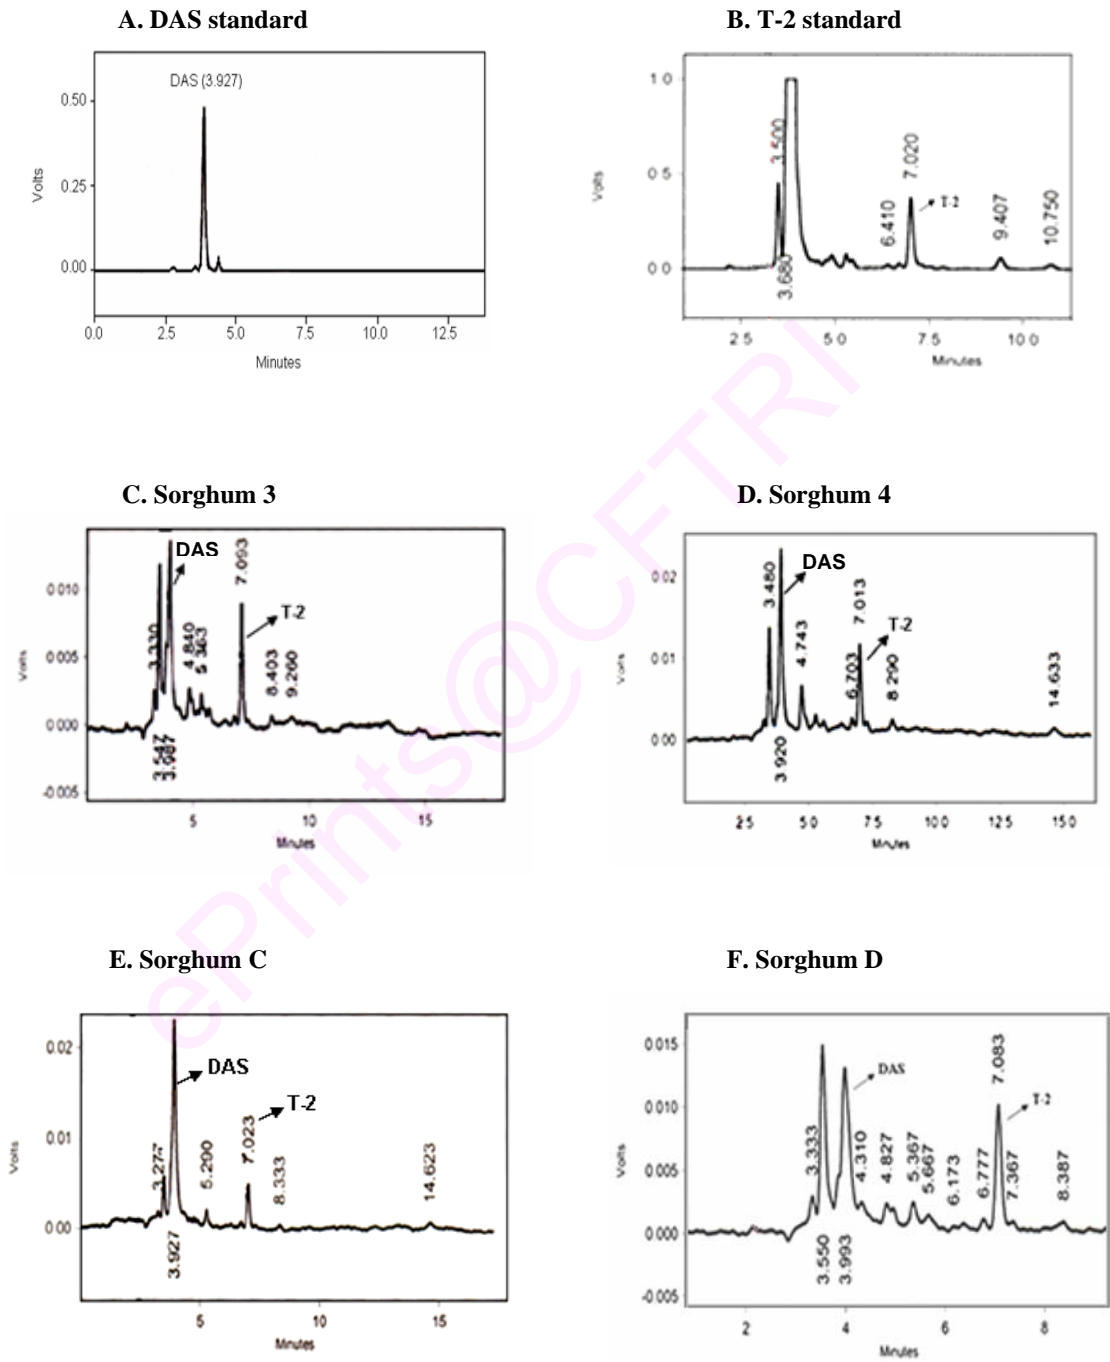 A. DAS standard
DAS (3.927)
Volts
0.50
0.25
0.00
0.0 2.5 5.0 7.5 10.0 12.5
Minutes
B. T-2 standard
Volts
1 0
0 5
0 0
3.500
3.680
6.410
7.020
T-2
9.407
10.750
2 5 5 0 7 5 10 0
Minutes
C. Sorghum 3
Volts
0 010
0.005
0.000
-0.005
DAS
3.330
3.547
3.987
4.840
5 363
7.093
T-2
8.403
9.260
5 10 15
Minutes
D. Sorghum 4
Volts
0 02
0 01
0 00
3.480
DAS
3 920
4.743
6.703
7.013
T-2
8 290
14.633
2 5 5 0 7 5 10 0 12 5 15 0
Minutes
E. Sorghum C
Volts
0 02
0 01
0 00
DAS
3.927
5.290
T-2
7.023
8.333
14.623
5 10 15
Minutes
F. Sorghum D
Volts
0.015
0.010
0.005
0.000
-0.005
3.333
3.550
DAS
3.993
4.310
4.827
5.367
5.667
6.173
6.777
7.083
T-2
7.367
8.387
2 4 6 8
Minutes
ePrints@CFTRI